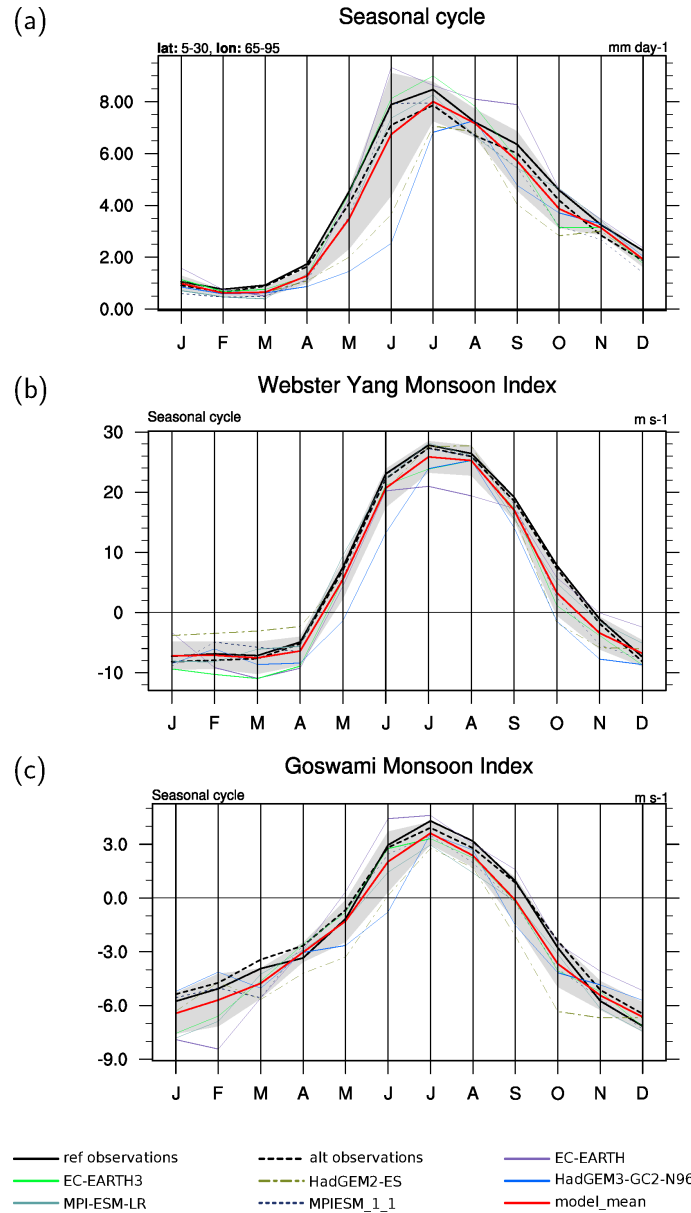 (a)
Seasonal cycle
lat: 5-30, lon: 65-95 mm day-1
8.00
6.00
4.00
2.00
0.00
J F M A M J J A S O N D
(b)
Webster Yang Monsoon Index
Seasonal cycle m s-1
30
20
10
0
-10
J F M A M J J A S O N D
(c)
Goswami Monsoon Index
Seasonal cycle m s-1
3.0
0.0
-3.0
-6.0
-9.0
J F M A M J J A S O N D
ref observations alt observations EC-EARTH
EC-EARTH3 HadGEM2-ES HadGEM3-GC2-N96
MPI-ESM-LR MPIESM_1_1 model_mean